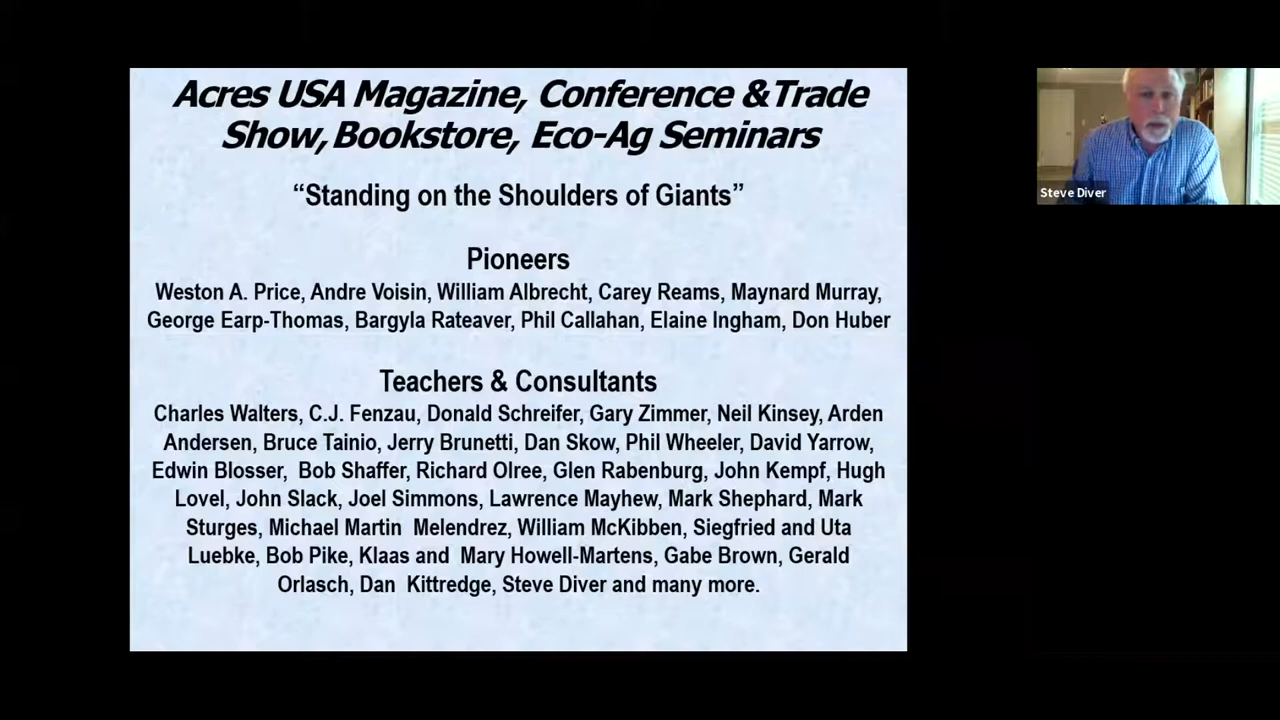 Acres USA Magazine, Conference & Trade
Show, Bookstore, Eco-Ag Seminars
“Standing on the Shoulders of Giants”
Pioneers
Weston A. Price, Andre Voisin, William Albrecht, Carey Reams, Maynard Murray,
George Earp-Thomas, Bargyla Rateaver, Phil Callahan, Elaine Ingham, Don Huber
Teachers & Consultants
Charles Walters, C.J. Fenzau, Donald Schreifer, Gary Zimmer, Neil Kinsey, Arden
Andersen, Bruce Tainio, Jerry Brunetti, Dan Skow, Phil Wheeler, David Yarrow,
Edwin Blosser, Bob Shaffer, Richard Olree, Glen Rabenburg, John Kempf, Hugh
Lovel, John Slack, Joel Simmons, Lawrence Mayhew, Mark Shephard, Mark
Sturges, Michael Martin Melendrez, William McKibben, Siegfried and Uta
Luebke, Bob Pike, Klaas and Mary Howell-Martens, Gabe Brown, Gerald
Orlasch, Dan Kittredge, Steve Diver and many more.
Steve Diver